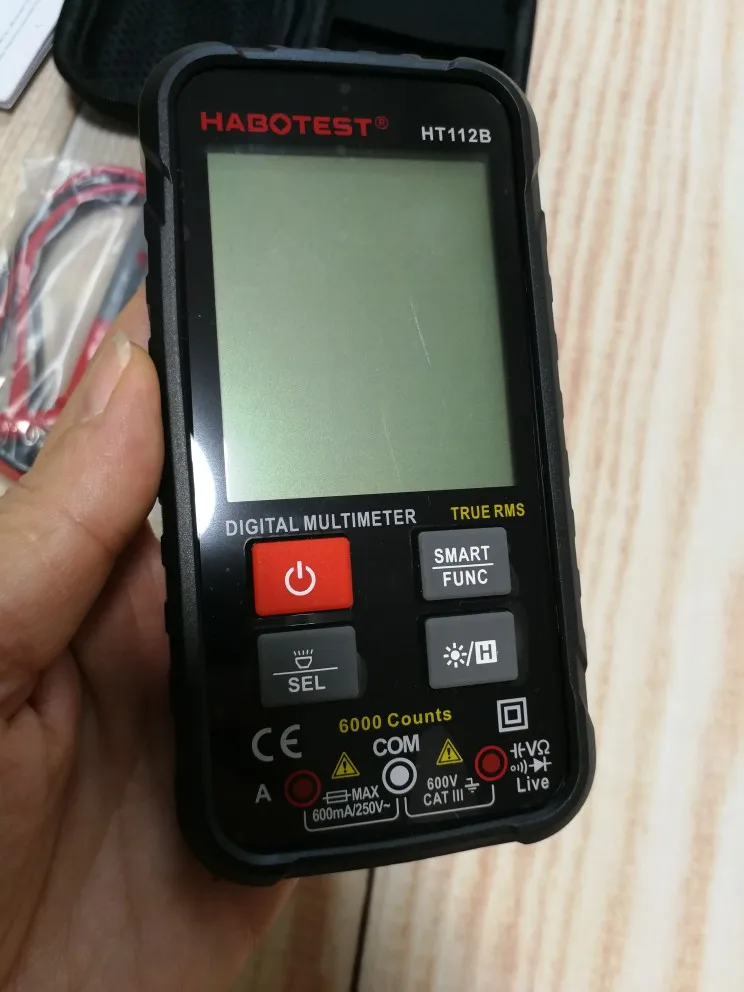 HABOTEST®
HT112B
DIGITAL MULTIMETER
TRUE RMS
SMART
FUNC
SEL
/H
6000 Counts
CE
COM
VΩ
Live
A
MAX
600mA/250V~
600V
CAT III